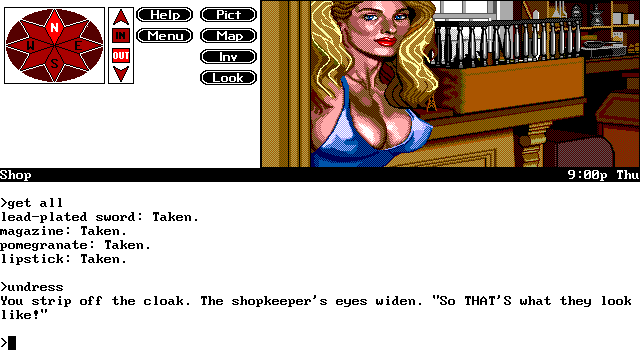 N
W E
S
IN
OUT
Help
Menu
Pict
Map
Inv
Look
Shop 9:00p Thu
>get all
lead-plated sword: Taken.
magazine: Taken.
pomegranate: Taken.
lipstick: Taken.
>undress
You strip off the cloak. The shopkeeper's eyes widen. "So THAT'S what they look
like!"
>